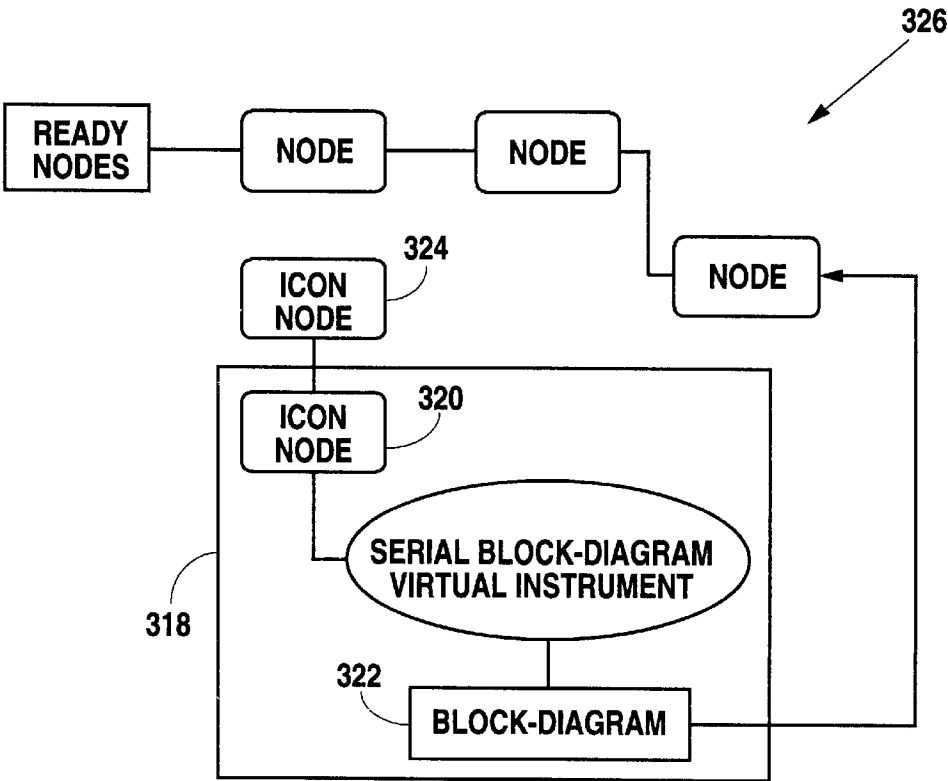 326
READY
NODES
NODE
NODE
NODE
324
ICON
NODE
320
ICON
NODE
SERIAL BLOCK-DIAGRAM
VIRTUAL INSTRUMENT
318
322
BLOCK-DIAGRAM